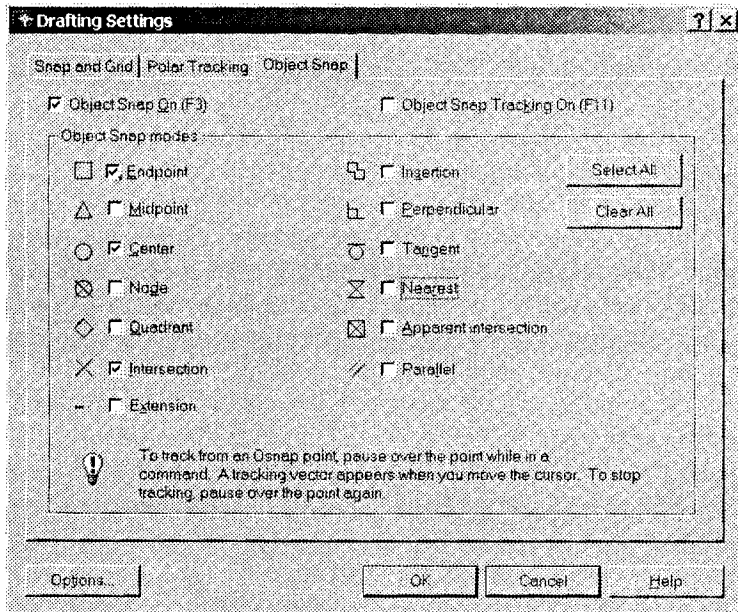 Drafting Settings
? ×
Snap and Grid
Polar Tracking
Object Snap
Object Snap On (F3)
Object Snap Tracking On (F11)
Object Snap modes
Endpoint
Midpoint
Center
Node
Quadrant
Intersection
Extension
Insertion
Perpendicular
Tangent
Nearest
Apparent intersection
Parallel
Select All
Clear All
To track from an Osnap point, pause over the point while in a
command. A tracking vector appears when you move the cursor. To stop
tracking, pause over the point again.
Options...
OK
Cancel
Help